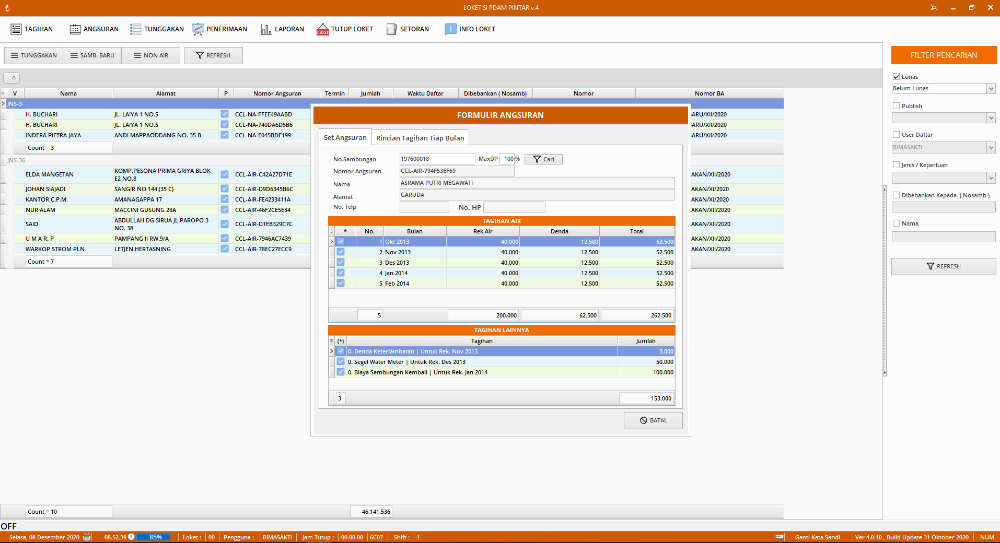 LOKET SI PDAM PINTAR v.4
TAGIHAN ANGSURAN TUNGGAKAN PENERIMAAN LAPORAN CLOSE TUTUP LOKET SETORAN i INFO LOKET
TUNGGAKAN SAMB. BARU NON AIR REFRESH
V Nama Alamat P Nomor Angsuran Termin Jumlah Waktu Daftar Dibebankan ( Nosamb) Nomor Nomor BA
JNS-3
H. BUCHARI JL. LAIYA 1 NO.5 CCL-NA-FFEF49AABD ARU/XII/2020
H. BUCHARI JL. LAIYA 1 NO.5 CCL-NA-740DA6D5B6 ARU/XII/2020
INDERA PIETRA JAYA ANDI MAPPAODDANG NO. 35 B CCL-NA-E045BDF199 ARU/XII/2020
Count = 3
JNS-36
ELDA MANGETAN KOMP.PESONA PRIMA GRIYA BLOK E2 NO.8 CCL-AIR-C42A27D71E AKAN/XII/2020
JOHAN SIAJADI SANGIR NO.144.(35 C) CCL-AIR-D9D6345B6C AKAN/XI/2020
KANTOR C.P.M. AMANAGAPPA 17 CCL-AIR-FE4233411A AKAN/XII/2020
NUR ALAM MACCINI GUSUNG 28A CCL-AIR-46F2CE5E34 AKAN/XII/2020
SAID ABDULLAH DG.SIRUA JL.PAROPO 3 NO. 38 CCL-AIR-D1EB329C7C AKAN/XII/2020
U M A R. P PAMPANG II RW.9/A CCL-AIR-7946AC7439 AKAN/XII/2020
WARKOP STROM PLN LETJEN.HERTASNING CCL-AIR-78EC27ECC9 AKAN/XII/2020
Count = 7
Count = 10 46.141.536
FORMULIR ANGSURAN
Set Angsuran Rincian Tagihan Tiap Bulan
No.Sambungan 197600018 MaxDP 100 % Cari
Nomor Angsuran CCL-AIR-794F53EF69
Nama ASRAMA PUTRI MEGAWATI
Alamat GARUDA
No. Telp No. HP
TAGIHAN AIR
* No. Bulan Rek.Air Denda Total
1 Okt 2013 40.000 12.500 52.500
2 Nov 2013 40.000 12.500 52.500
3 Des 2013 40.000 12.500 52.500
4 Jan 2014 40.000 12.500 52.500
5 Feb 2014 40.000 12.500 52.500
5 200.000 62.500 262.500
TAGIHAN LAINNYA
(*) Tagihan Jumlah
0. Denda Keterlambatan | Untuk Rek. Nov 2013 3.000
0. Segel Water Meter | Untuk Rek. Des 2013 50.000
0. Biaya Sambungan Kembali | Untuk Rek. Jan 2014 100.000
3 153.000
BATAL
FILTER PENCARIAN
Lunas
Belum Lunas
Publish
User Daftar
BIMASAKTI
Jenis / Keperluan
DIbebankan Kepada ( Nosamb )
Nama
REFRESH
OFF
Selasa, 08 Desember 2020 08.52.39 85% Loket : 00 Pengguna : BIMASAKTI Jam Tutup : 00.00.00 6C07 Shift : 1 Ganti Kata Sandi Ver 4.0.10 , Build Update 31 Oktober 2020 NUM